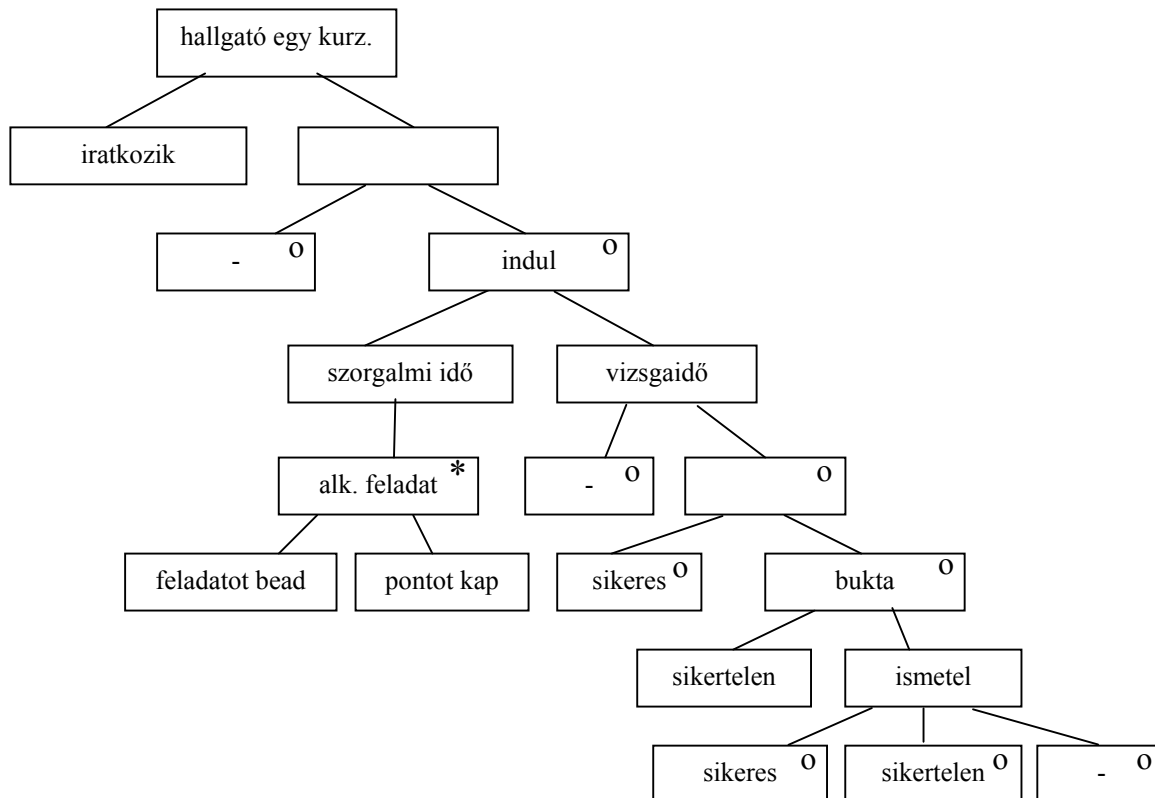 hallgató egy kurz.
iratkozik
- o
indul o
szorgalmi idő
vizsgaidő
alk. feladat *
- o
o
feladatot bead
pontot kap
sikeres o
bukta o
sikertelen
ismetel
sikeres o
sikertelen o
- o